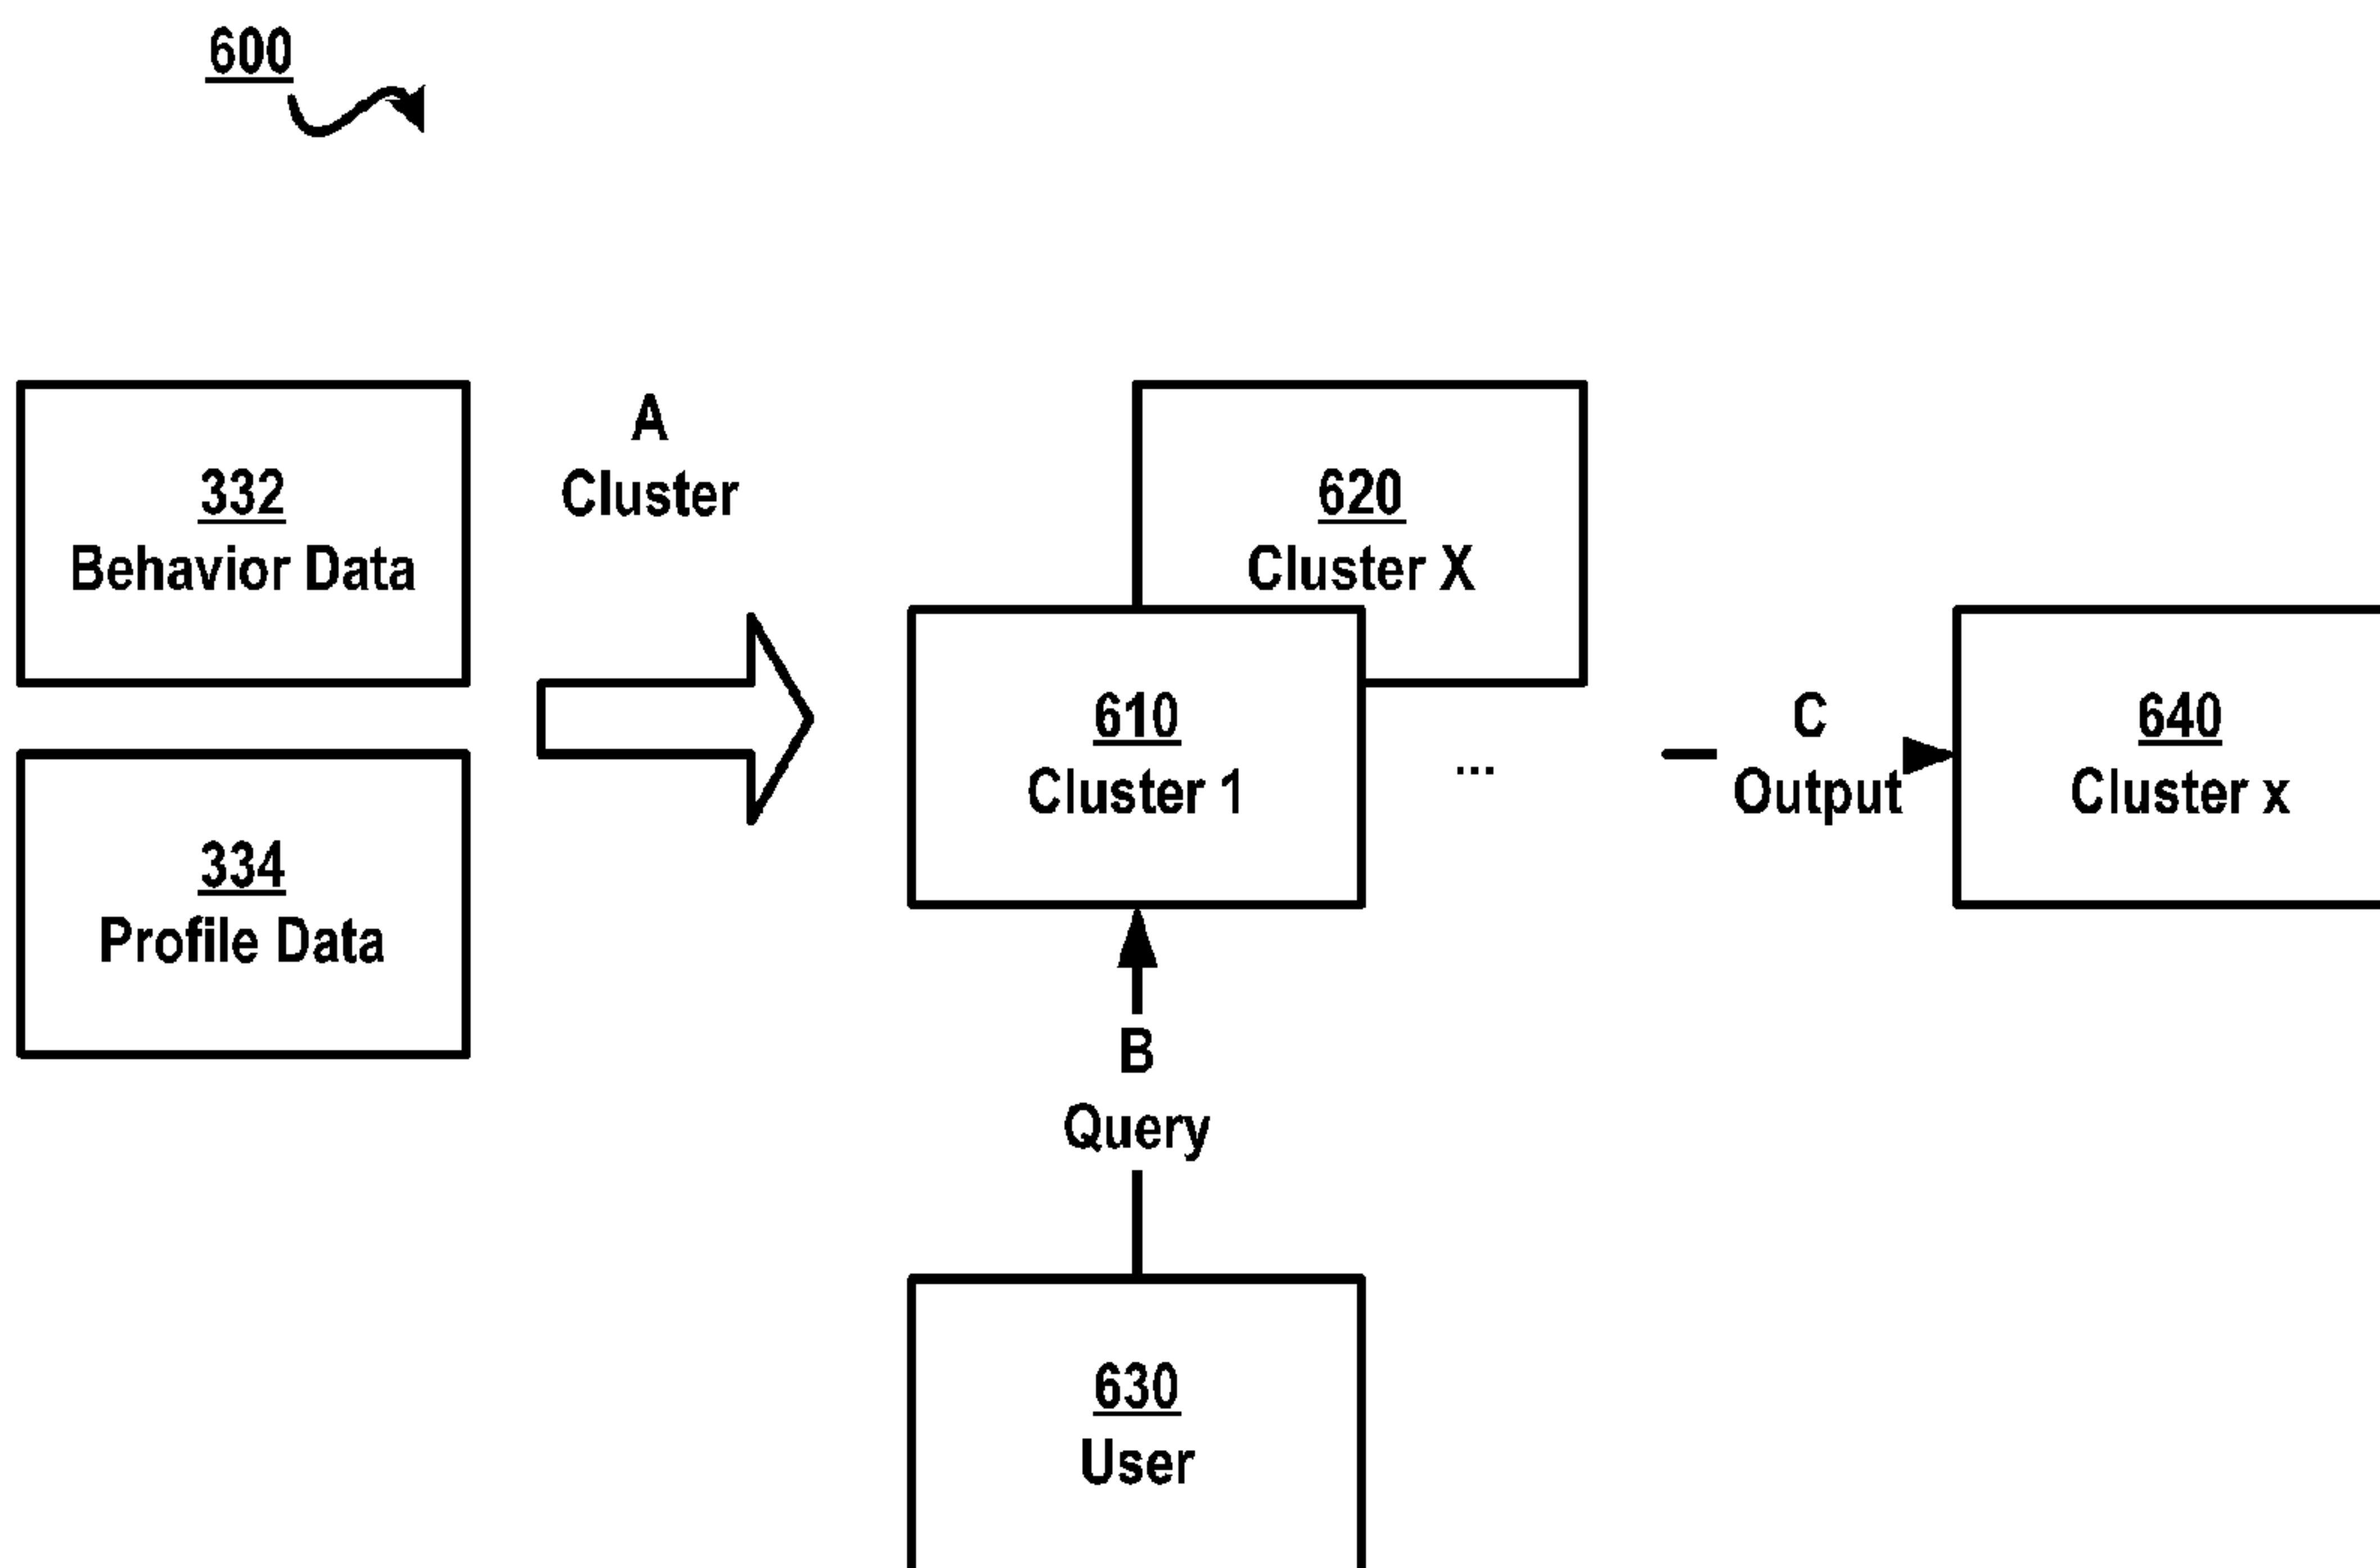 600
332
Behavior Data
334
Profile Data
A
Cluster
620
Cluster X
610
Cluster 1
...
B
Query
630
User
C
Output
640
Cluster x